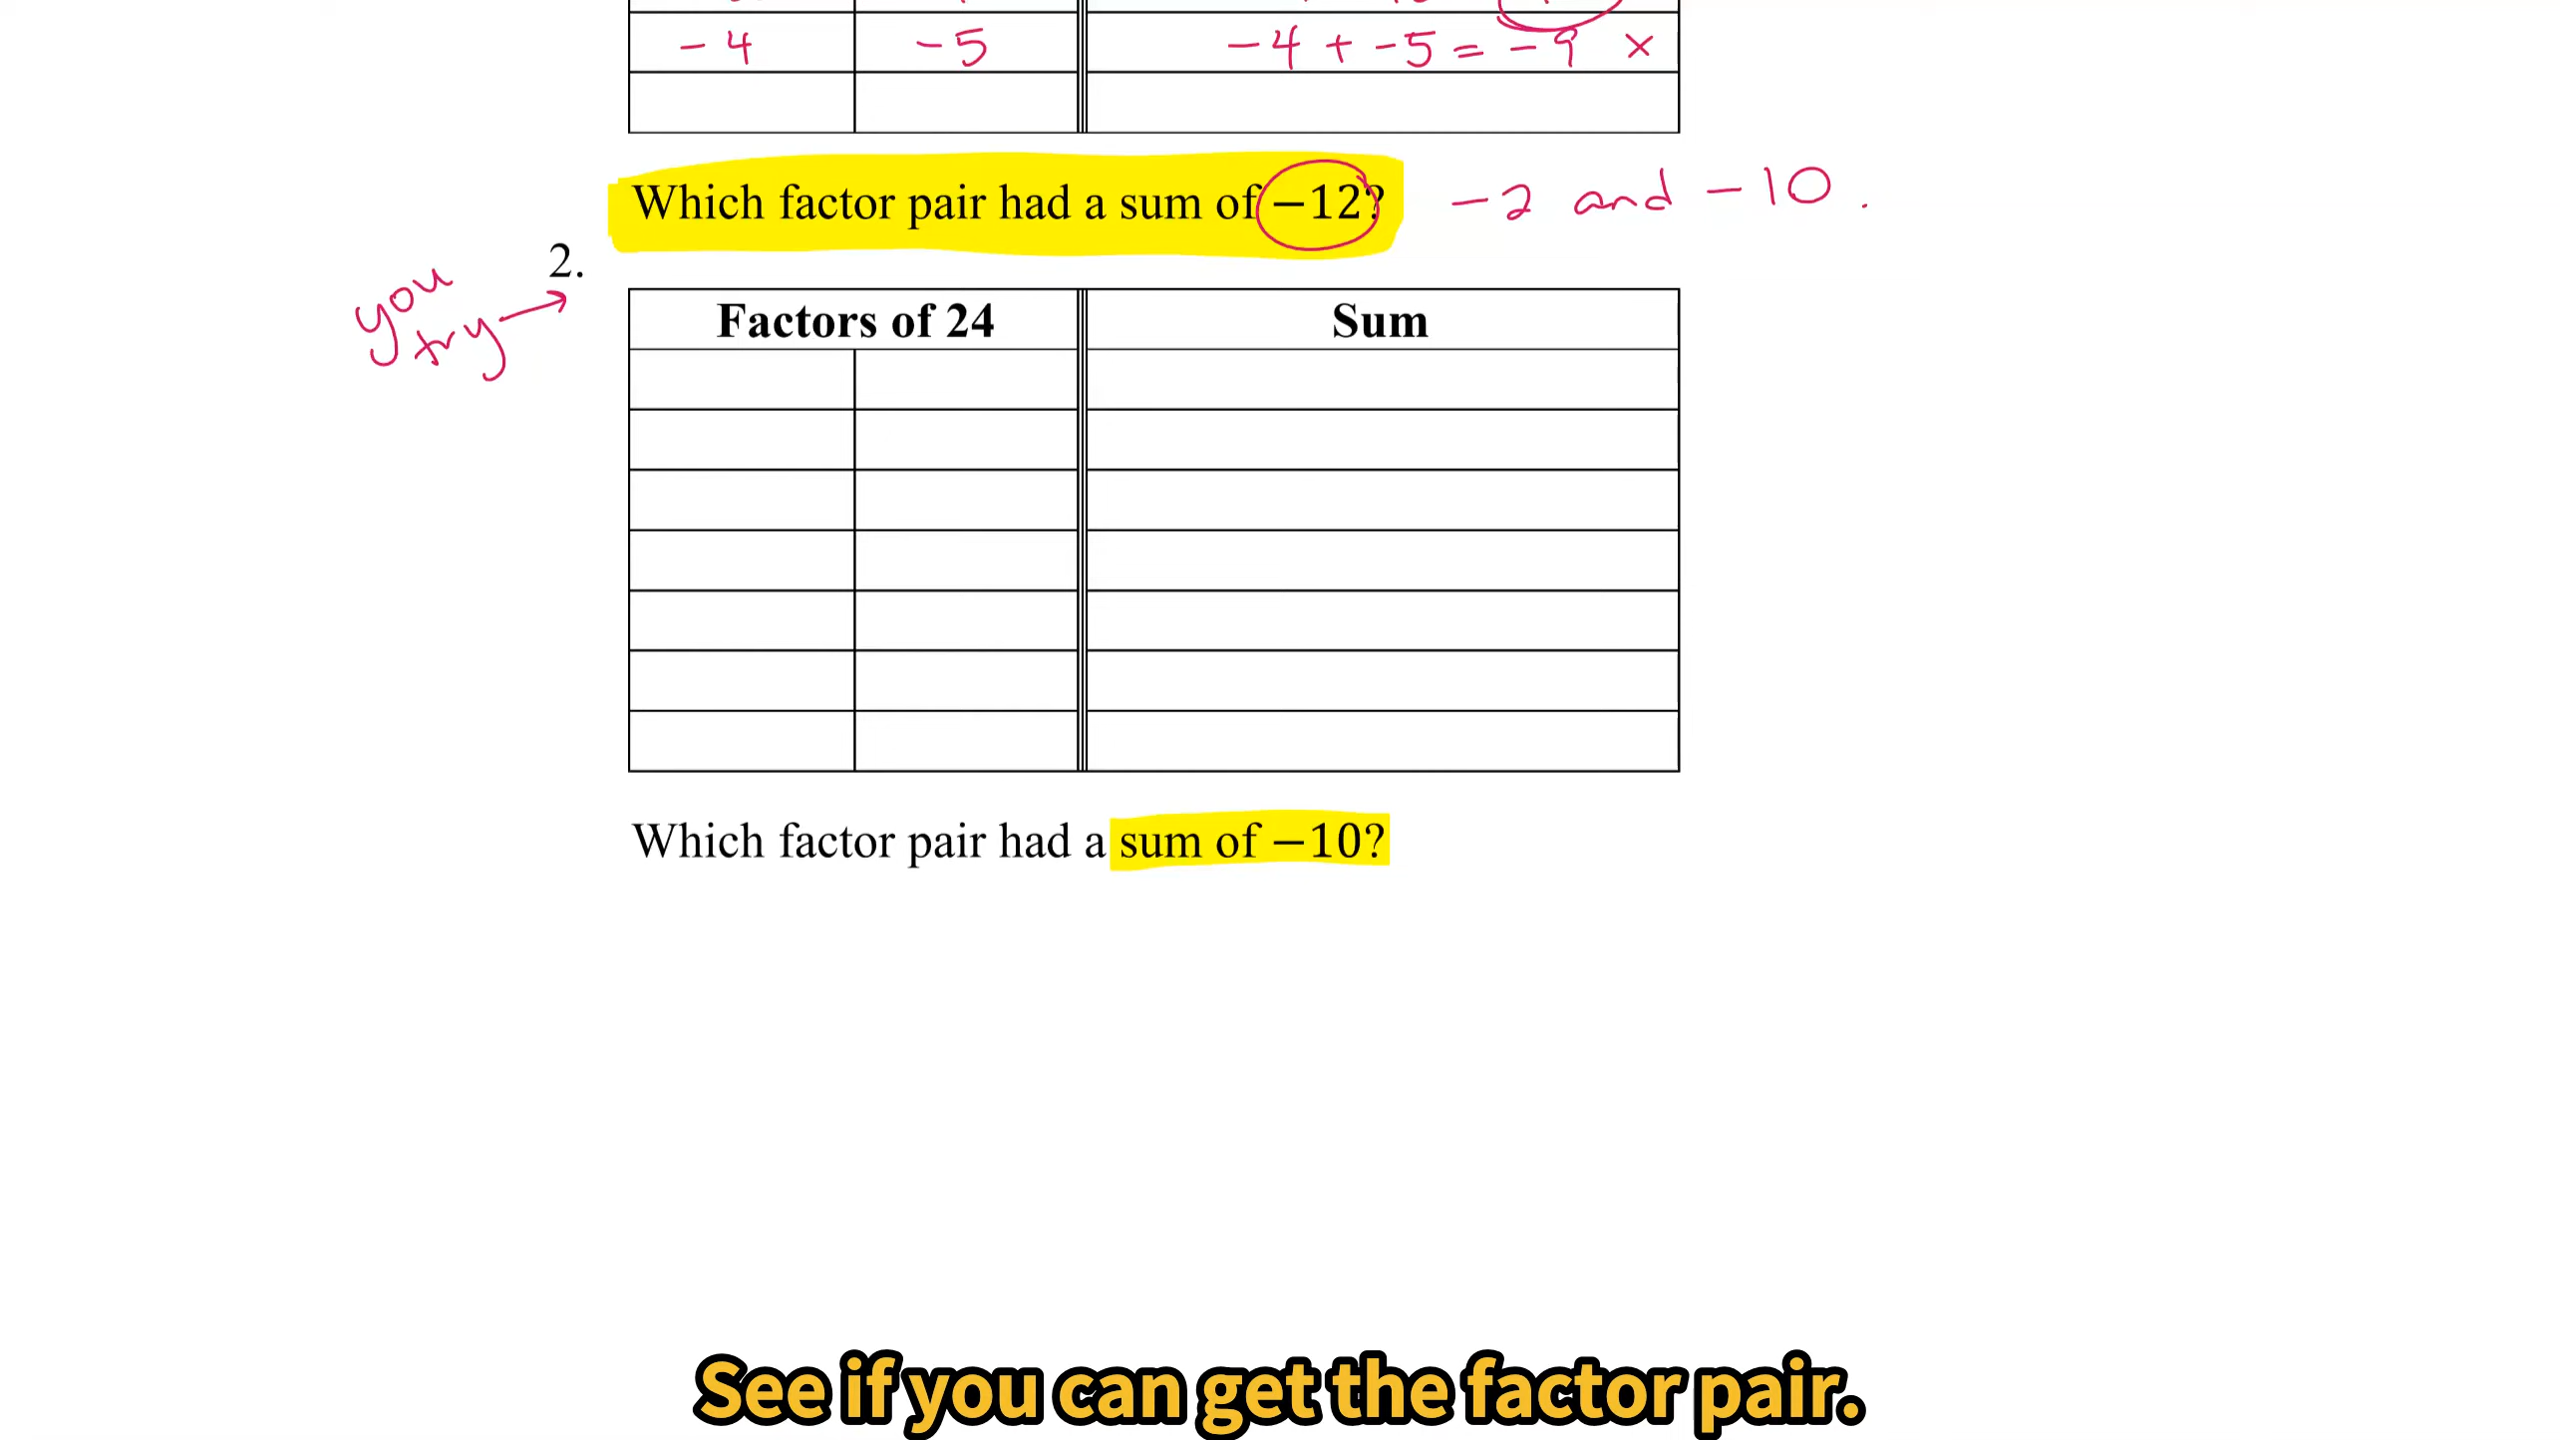 -4 -5 -4 + -5 = -9 ×
Which factor pair had a sum of −12? -2 and -10.
2.
you
try →
Factors of 24 Sum
Which factor pair had a sum of −10?
See if you can get the factor pair.